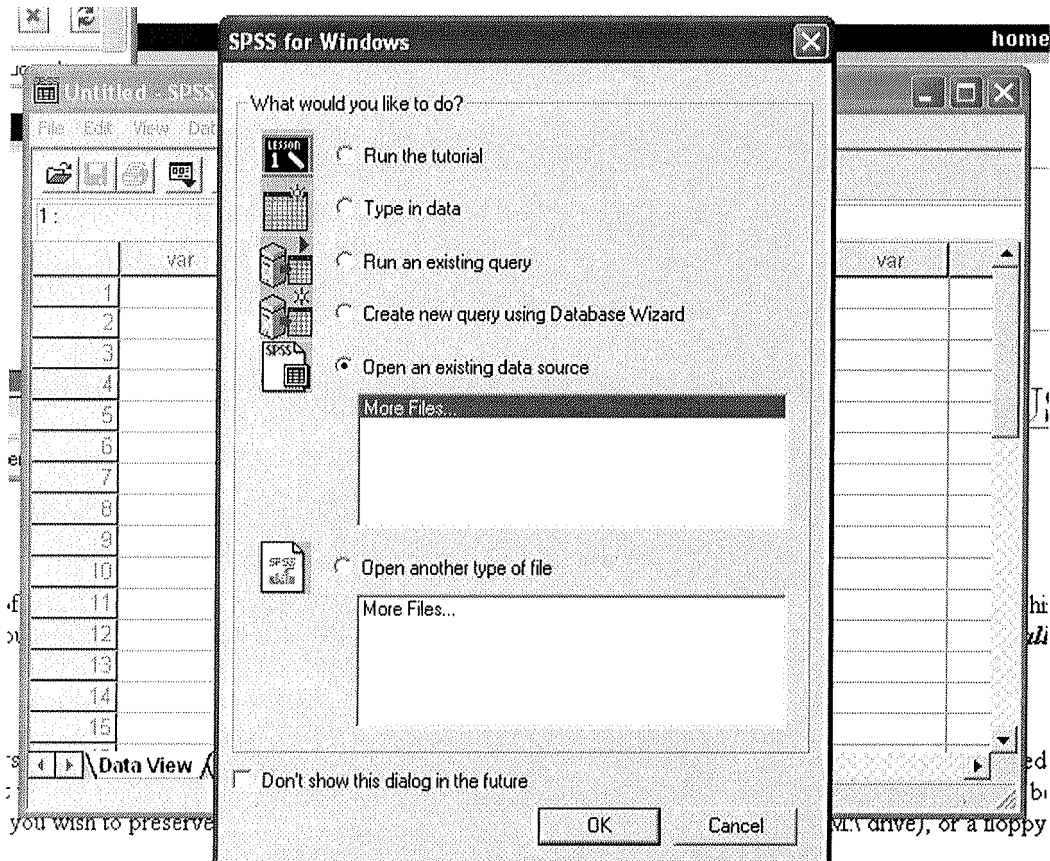 home
SPSS for Windows
Untitled - SPSS
File Edit View Dat
What would you like to do?
LESSON
1
Run the tutorial
Type in data
Run an existing query
Create new query using Database Wizard
SPSS
Open an existing data source
More Files...
SPSS
Open another type of file
More Files...
Don't show this dialog in the future
OK Cancel
1 :
var var
1
2
3
4
5
6
7
8
9
10
11
12
13
14
15
Data View
you wish to preserve
drive), or a floppy